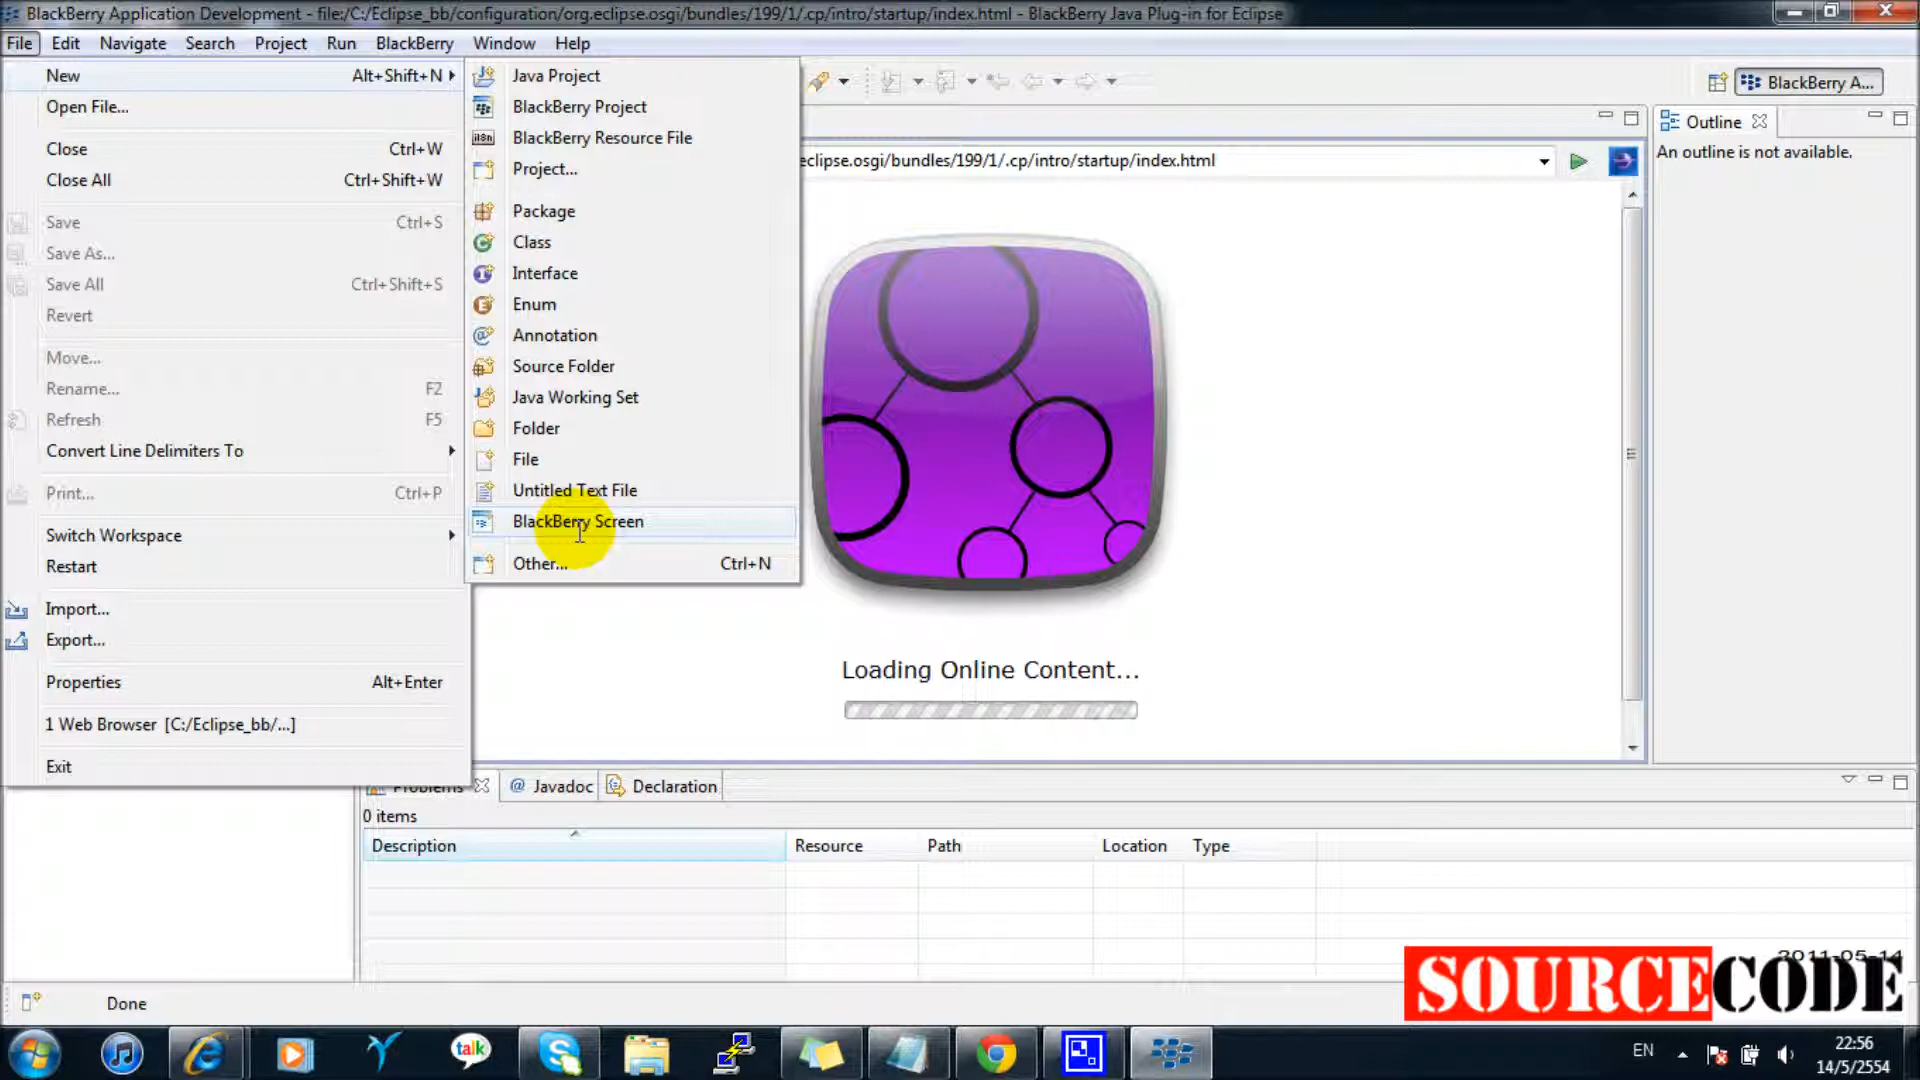 BlackBerry Application Development - file:/C:/Eclipse_bb/configuration/org.eclipse.osgi/bundles/199/1/.cp/intro/startup/index.html - BlackBerry Java Plug-in for Eclipse
File Edit Navigate Search Project Run BlackBerry Window Help
New Alt+Shift+N
Open File...
Close Ctrl+W
Close All Ctrl+Shift+W
Save Ctrl+S
Save As...
Save All Ctrl+Shift+S
Revert
Move...
Rename... F2
Refresh F5
Convert Line Delimiters To
Print... Ctrl+P
Switch Workspace
Restart
Import...
Export...
Properties Alt+Enter
1 Web Browser [C:/Eclipse_bb/...]
Exit
Java Project
BlackBerry Project
BlackBerry Resource File
Project...
Package
Class
Interface
Enum
Annotation
Source Folder
Java Working Set
Folder
File
Untitled Text File
BlackBerry Screen
Other... Ctrl+N
BlackBerry A...
eclipse.osgi/bundles/199/1/.cp/intro/startup/index.html
Outline
An outline is not available.
Loading Online Content...
Problems Javadoc Declaration
0 items
Description Resource Path Location Type
2011-05-14
SOURCECODE
Done
talk
EN
22:56
14/5/2554